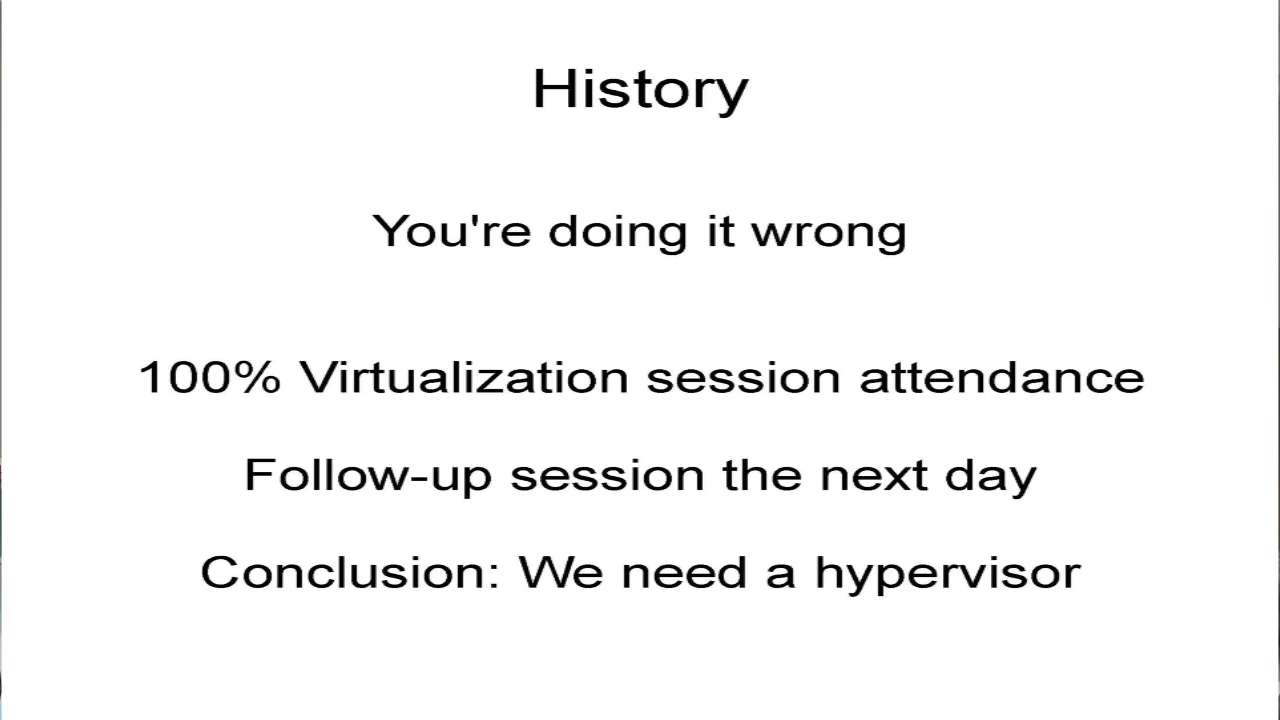 History
You're doing it wrong
100% Virtualization session attendance
Follow-up session the next day
Conclusion: We need a hypervisor